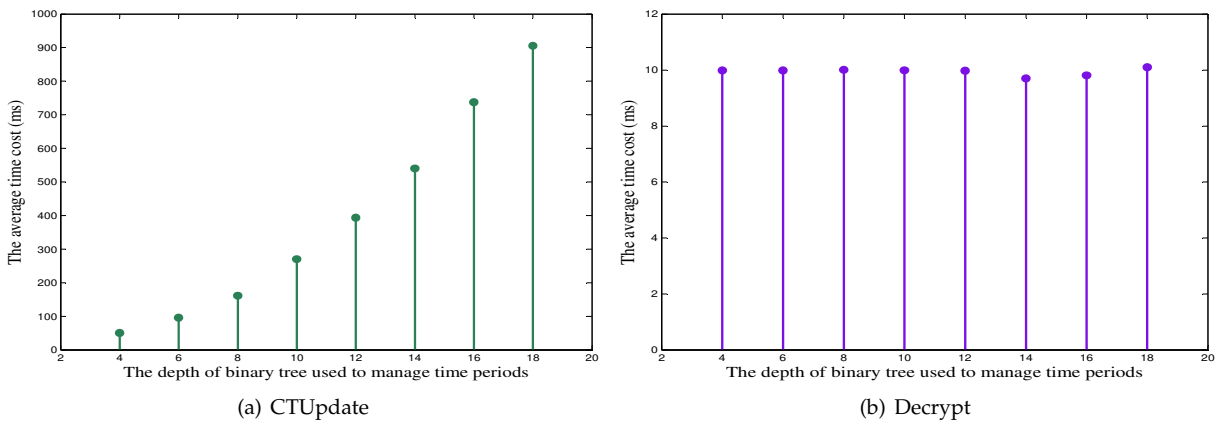 1000
900
800
700
600
500
400
300
200
100
0
The average time cost (ms)
2 4 6 8 10 12 14 16 18 20
The depth of binary tree used to manage time periods
(a) CTUpdate
12
10
8
6
4
2
0
The average time cost (ms)
2 4 6 8 10 12 14 16 18 20
The depth of binary tree used to manage time periods
(b) Decrypt